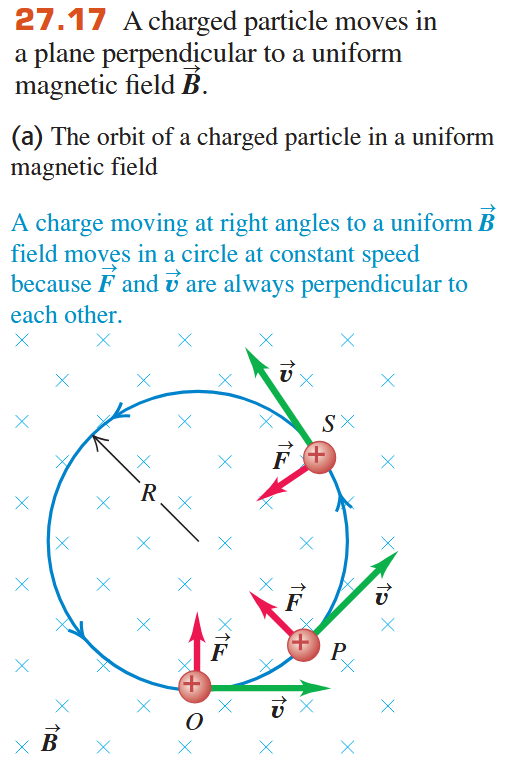 27.17 A charged particle moves in
a plane perpendicular to a uniform
magnetic field B⃗.
(a) The orbit of a charged particle in a uniform
magnetic field
A charge moving at right angles to a uniform B⃗
field moves in a circle at constant speed
because F⃗ and v⃗ are always perpendicular to
each other.
v⃗
S
F⃗
R
F⃗
v⃗
F⃗
P
v⃗
O
B⃗